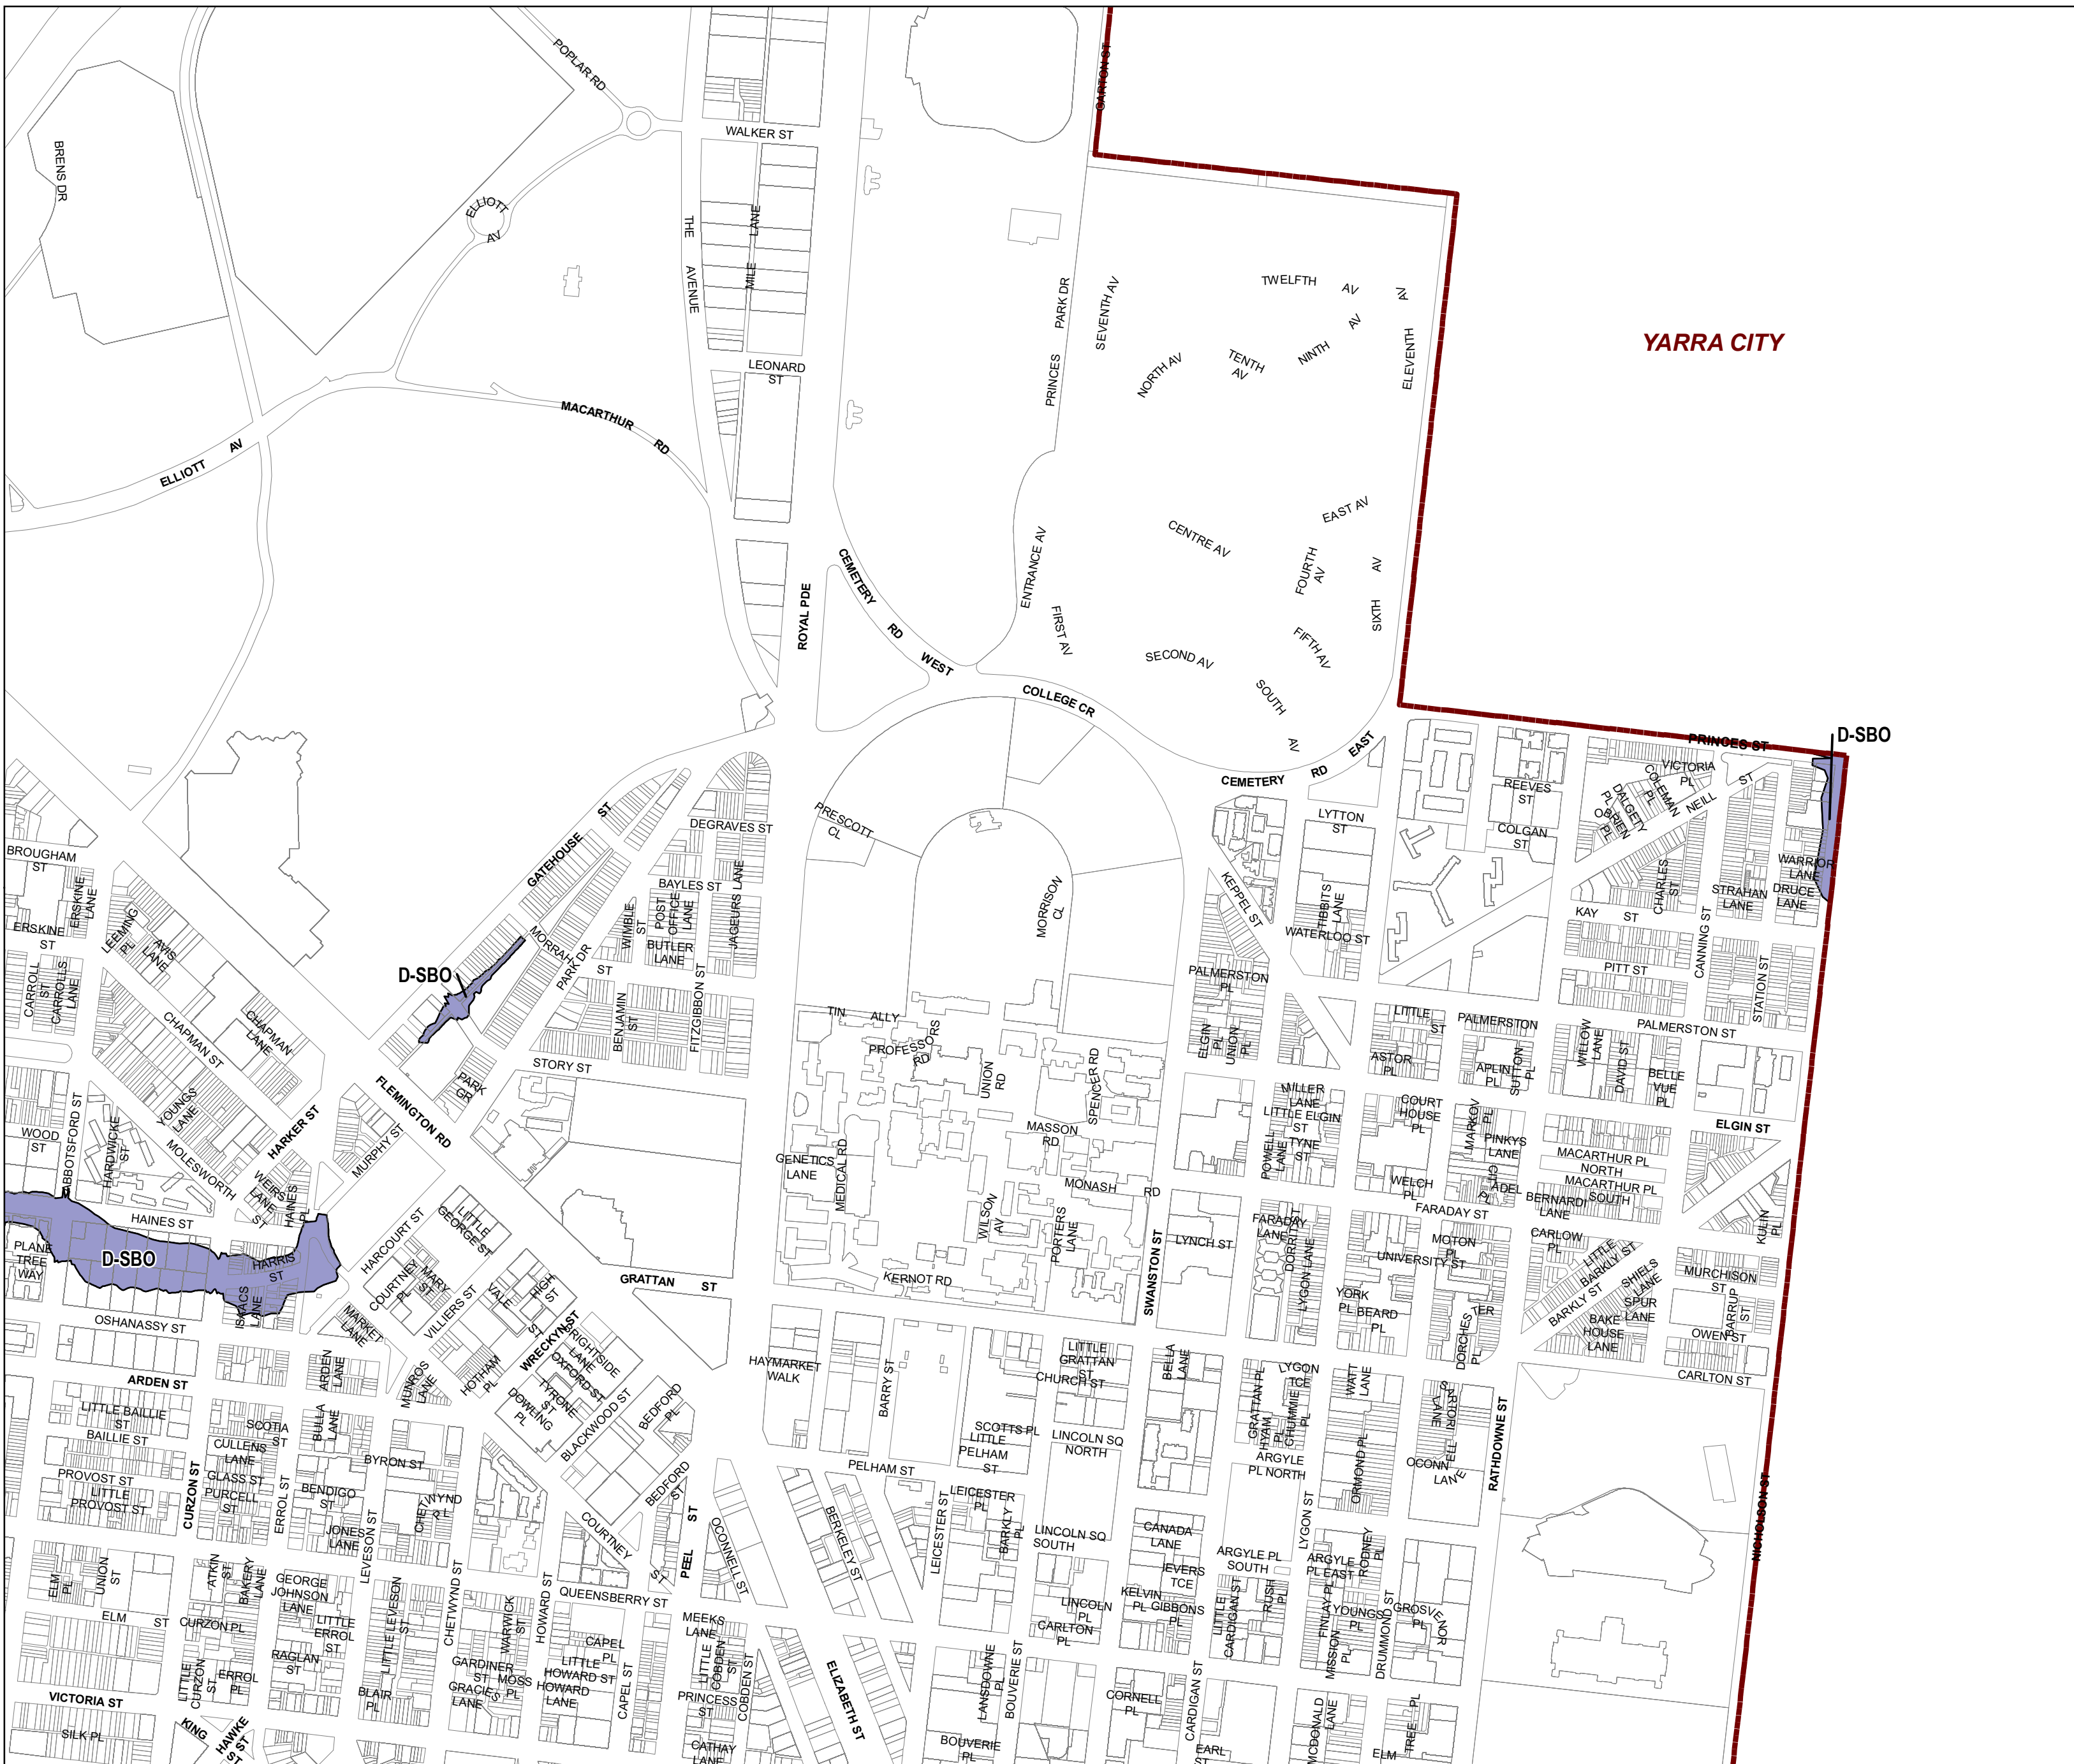 POPLAR RD
GARTON ST
WALKER ST
BRENS DR
ELLIOTT
AV
THE
AVENUE
MILE
LANE
PRINCES
PARK DR
SEVENTH AV
TWELFTH
AV
AV
ELEVENTH
NINTH
AV
TENTH
AV
NORTH AV
YARRA CITY
LEONARD
ST
MACARTHUR
RD
ELLIOTT
AV
CENTRE AV
EAST AV
FOURTH
AV
SIXTH
AV
FIFTH AV
ENTRANCE AV
FIRST AV
SECOND AV
SOUTH
AV
CEMETERY
RD
WEST
ROYAL PDE
COLLEGE CR
CEMETERY
RD
EAST
PRINCES ST
D-SBO
VICTORIA
PL
COLEMAN
PL
DALGETY
PL
OBRIEN
PL
NEILL
ST
REEVES
ST
COLGAN
ST
LYTTON
ST
CHARLES
ST
WARRIOR
LANE
STRAHAN
LANE
DRUCE
LANE
KAY
ST
CANNING ST
PITT ST
STATION ST
PALMERSTON ST
GATEHOUSE
ST
DEGRAVES ST
BAYLES ST
WIMBLE
ST
POST
OFFICE
LANE
BUTLER
LANE
JAGEURS LANE
MORRAH
ST
PARK DR
BENJAMIN
ST
FITZGIBBON ST
STORY ST
PARK
GR
D-SBO
FLEMINGTON RD
PRESCOTT
CL
MORRISON
CL
KEPPEL ST
TIBBITS
LANE
WATERLOO ST
PALMERSTON
PL
ELGIN
PL
UNION
PL
LITTLE
ST
PALMERSTON
ASTOR
PL
APLIN
PL
SUTTON
PL
WILLOW
LANE
DAVID ST
BELLE
VUE
PL
ELGIN ST
BROUGHAM
ST
ERSKINE
LANE
ERSKINE
ST
LEEMING
PL
AVIS
LANE
CARROLL
ST
CARROLLS
LANE
CHAPMAN ST
CHAPMAN
LANE
YOUNGS
LANE
HARKER ST
MURPHY ST
ABBOTSFORD ST
HARDWICKE
ST
WOOD
ST
MOLESWORTH
ST
WEIRS
LANE
HAINES
PL
HAINES ST
D-SBO
HARRIS
ST
ISAACS
LANE
PLANE
TREE
WAY
OSHANASSY ST
TIN
ALLY
PROFESSORS
RD
UNION
RD
SPENCER RD
MASSON
RD
GENETICS
LANE
MEDICAL RD
MONASH
RD
WILSON
AV
PORTERS
LANE
KERNOT RD
SWANSTON ST
MILLER
LANE
LITTLE ELGIN
ST
POWELL
LANE
TYNE
ST
COURT
HOUSE
PL
MARKOV
PL
PINKYS
LANE
MACARTHUR PL
NORTH
MACARTHUR PL
SOUTH
WELCH
PL
CITADEL
PL
BERNARDI
LANE
FARADAY ST
FARADAY
LANE
DORRIT ST
LYGON LANE
LYNCH ST
UNIVERSITY ST
MOTON
PL
CARLOW
PL
LITTLE
BARKLY ST
BARKLY ST
SHIELS
LANE
SPUR
LANE
BAKE
HOUSE
LANE
MURCHISON
ST
BARRUP
ST
OWEN ST
CARLTON ST
KULIN
PL
YORK
PL
BEARD
PL
DORCHESTER
PL
HARCOURT ST
LITTLE
GEORGE ST
COURTNEY
PL
MARY
ST
VILLIERS ST
VALE
ST
HIGH
ST
GRATTAN
ST
MARKET
LANE
WRECKYN ST
BRIGHTSIDE
LANE
OXFORD ST
TYRONE
ST
DOWLING
PL
HOTHAM
PL
MUNROS
LANE
BLACKWOOD ST
BEDFORD
PL
BEDFORD
ST
COURTNEY
ST
HAYMARKET
WALK
BARRY ST
LITTLE
GRATTAN
ST
CHURCH ST
BELLA
LANE
SCOTTS PL
LITTLE
PELHAM
ST
LINCOLN SQ
NORTH
PELHAM ST
GRATTAN PL
HYAM
PL
CHUMMIE
PL
LYGON
TCE
WATT
LANE
ARGYLE
PL NORTH
ORMOND PL
OCONNELL
LANE
RATHDOWNE ST
ARDEN ST
ARDEN
LANE
LITTLE BAILLIE
ST
BAILLIE ST
SCOTIA
ST
CULLENS
LANE
GLASS ST
PURCELL
ST
PROVOST ST
LITTLE
PROVOST ST
CURZON ST
ERROL ST
BULLA
LANE
BYRON ST
BENDIGO
ST
JONES
LANE
LEVESON ST
PEEL
ST
OCONNELL ST
BERKELEY ST
LEICESTER ST
LEICESTER
PL
BARKLY
PL
LINCOLN SQ
SOUTH
CANADA
LANE
IEVERS
TCE
ARGYLE PL
SOUTH
LYGON ST
ARGYLE
PL EAST
RODNEY
PL
NICHOLSON ST
ELM
PL
UNION
ST
ATKIN
ST
BAKERY
LANE
GEORGE
JOHNSON
LANE
LITTLE
ERROL
ST
LITTLE LEVESON
ST
CHETWYND ST
WARWICK
ST
HOWARD ST
QUEENSBERRY ST
MEEKS
LANE
LITTLE
COBDEN
ST
COBDEN ST
ELM
ST
CURZON PL
RAGLAN
ST
ERROL
PL
LITTLE
CURZON
ST
BLAIR
PL
GARDINER
ST
GRACIES
LANE
MOSS
PL
CAPEL
PL
LITTLE
HOWARD ST
HOWARD
LANE
CAPEL ST
PRINCESS
ST
CATHAY
LANE
ELIZABETH ST
LANSDOWNE
PL
BOUVERIE ST
BOUVERIE
PL
LINCOLN
PL
CARLTON
PL
KELVIN
PL
GIBBONS
PL
LITTLE
CARDIGAN ST
RUSH
PL
FINLAY PL
MISSION
PL
YOUNGS
PL
DRUMMOND ST
GROSVENOR
PL
CORNELL
PL
CARDIGAN ST
EARL
ST
MCDONALD
LANE
ELM
TREE
PL
VICTORIA ST
SILK PL
KING
HAWKE
ST
ST